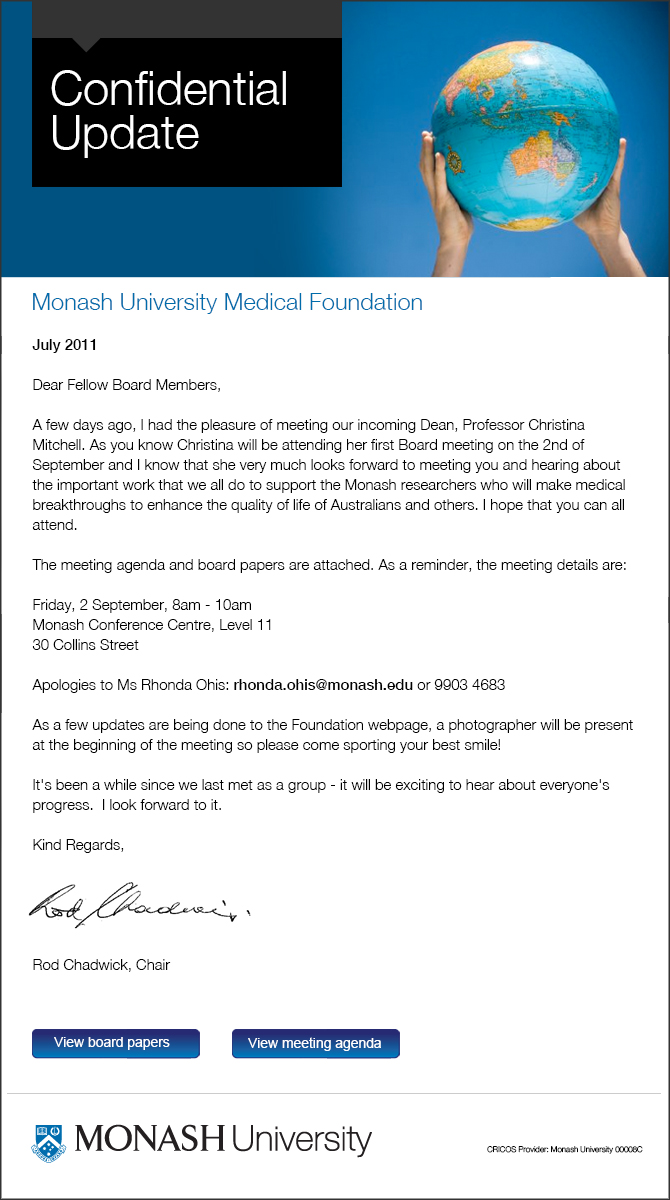 Confidential
Update
Monash University Medical Foundation
July 2011
Dear Fellow Board Members,
A few days ago, I had the pleasure of meeting our incoming Dean, Professor Christina
Mitchell. As you know Christina will be attending her first Board meeting on the 2nd of
September and I know that she very much looks forward to meeting you and hearing about
the important work that we all do to support the Monash researchers who will make medical
breakthroughs to enhance the quality of life of Australians and others. I hope that you can all
attend.
The meeting agenda and board papers are attached. As a reminder, the meeting details are:
Friday, 2 September, 8am - 10am
Monash Conference Centre, Level 11
30 Collins Street
Apologies to Ms Rhonda Ohis: rhonda.ohis@monash.edu or 9903 4683
As a few updates are being done to the Foundation webpage, a photographer will be present
at the beginning of the meeting so please come sporting your best smile!
It's been a while since we last met as a group - it will be exciting to hear about everyone's
progress.  I look forward to it.
Kind Regards,
Rod Chadwick
Rod Chadwick, Chair
View board papers
View meeting agenda
MONASH University
CRICOS Provider: Monash University 00008C